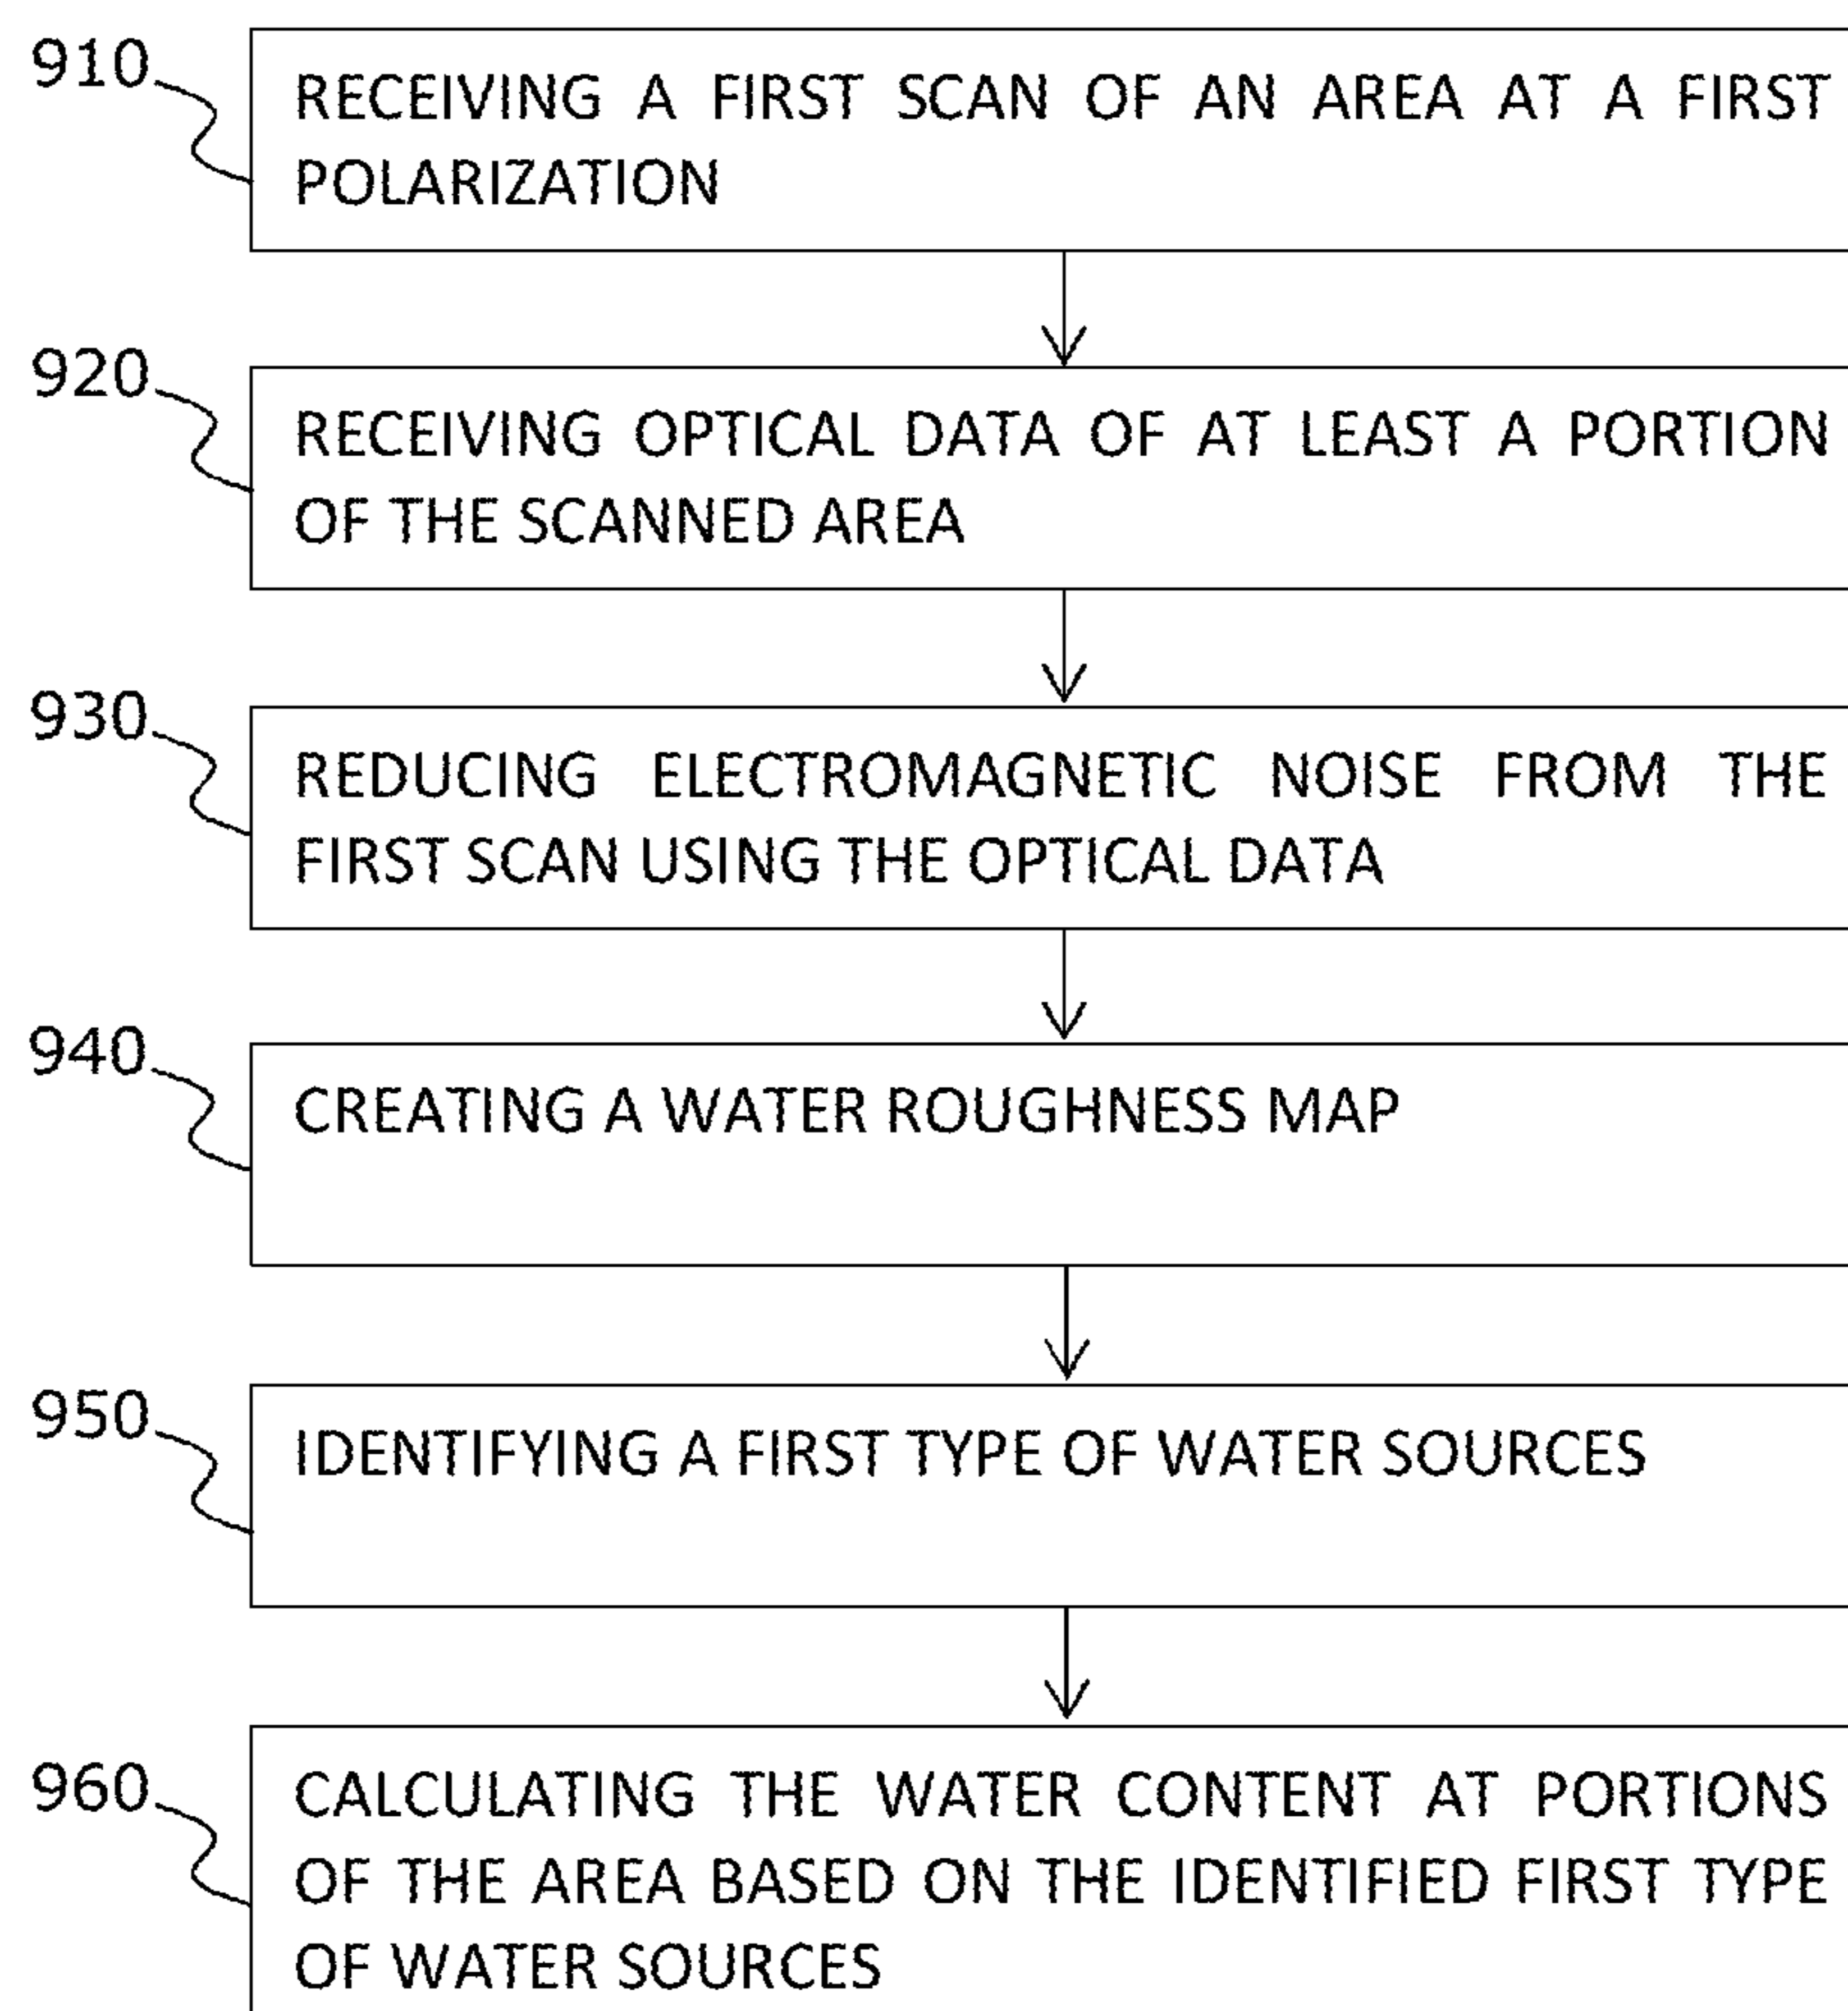 910
RECEIVING A FIRST SCAN OF AN AREA AT A FIRST
POLARIZATION
920
RECEIVING OPTICAL DATA OF AT LEAST A PORTION
OF THE SCANNED AREA
930
REDUCING ELECTROMAGNETIC NOISE FROM THE
FIRST SCAN USING THE OPTICAL DATA
940
CREATING A WATER ROUGHNESS MAP
950
IDENTIFYING A FIRST TYPE OF WATER SOURCES
960
CALCULATING THE WATER CONTENT AT PORTIONS
OF THE AREA BASED ON THE IDENTIFIED FIRST TYPE
OF WATER SOURCES